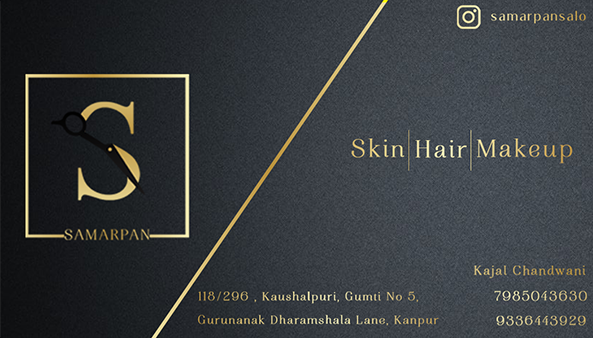 samarpansalo
S
SAMARPAN
Skin|Hair|Makeup
Kajal Chandwani
7985043630
9336443929
118/296 , Kaushalpuri, Gumti No 5,
Gurunanak Dharamshala Lane, Kanpur